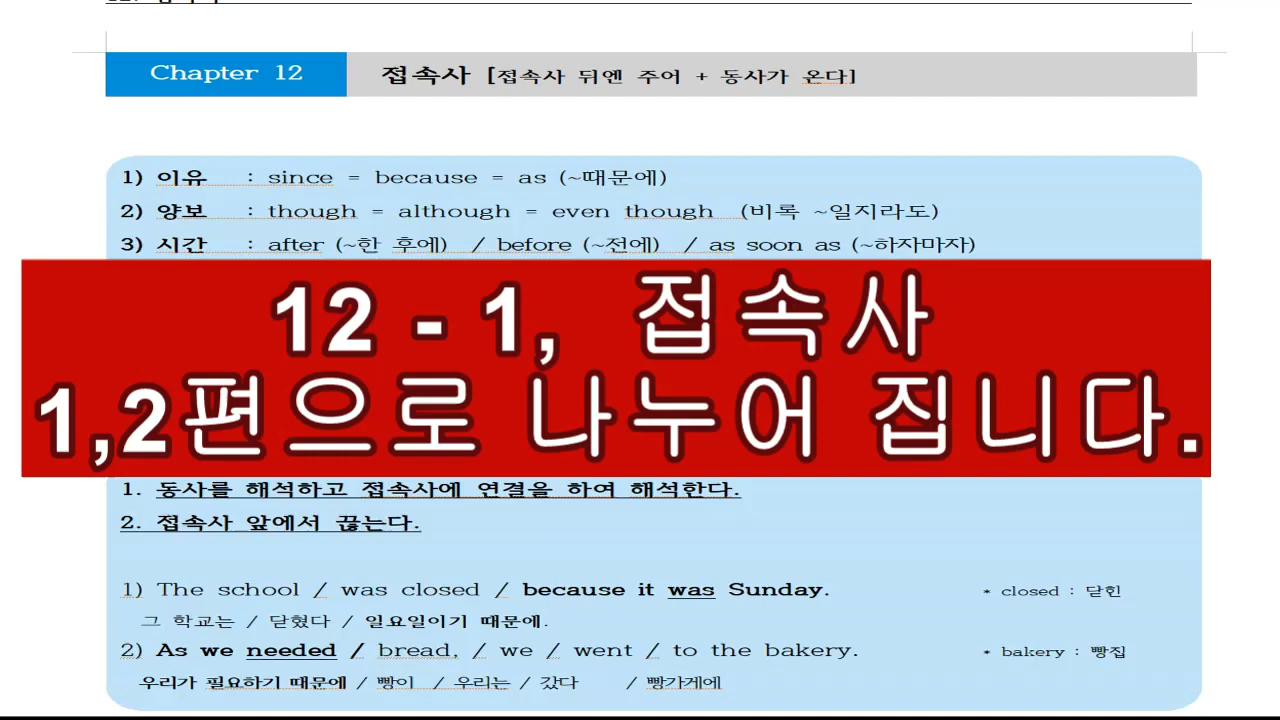 Chapter 12 접속사 [접속사 뒤엔 주어 + 동사가 온다]
1) 이유 : since = because = as (~때문에)
2) 양보 : though = although = even though (비록 ~일지라도)
3) 시간 : after (~한 후에) / before (~전에) / as soon as (~하자마자)
12 - 1, 접속사
1,2편으로 나누어 집니다.
1. 동사를 해석하고 접속사에 연결을 하여 해석한다.
2. 접속사 앞에서 끊는다.
1) The school / was closed / because it was Sunday. * closed : 닫힌
그 학교는 / 닫혔다 / 일요일이기 때문에.
2) As we needed / bread, / we / went / to the bakery. * bakery : 빵집
우리가 필요하기 때문에 / 빵이 / 우리는 / 갔다 / 빵가게에